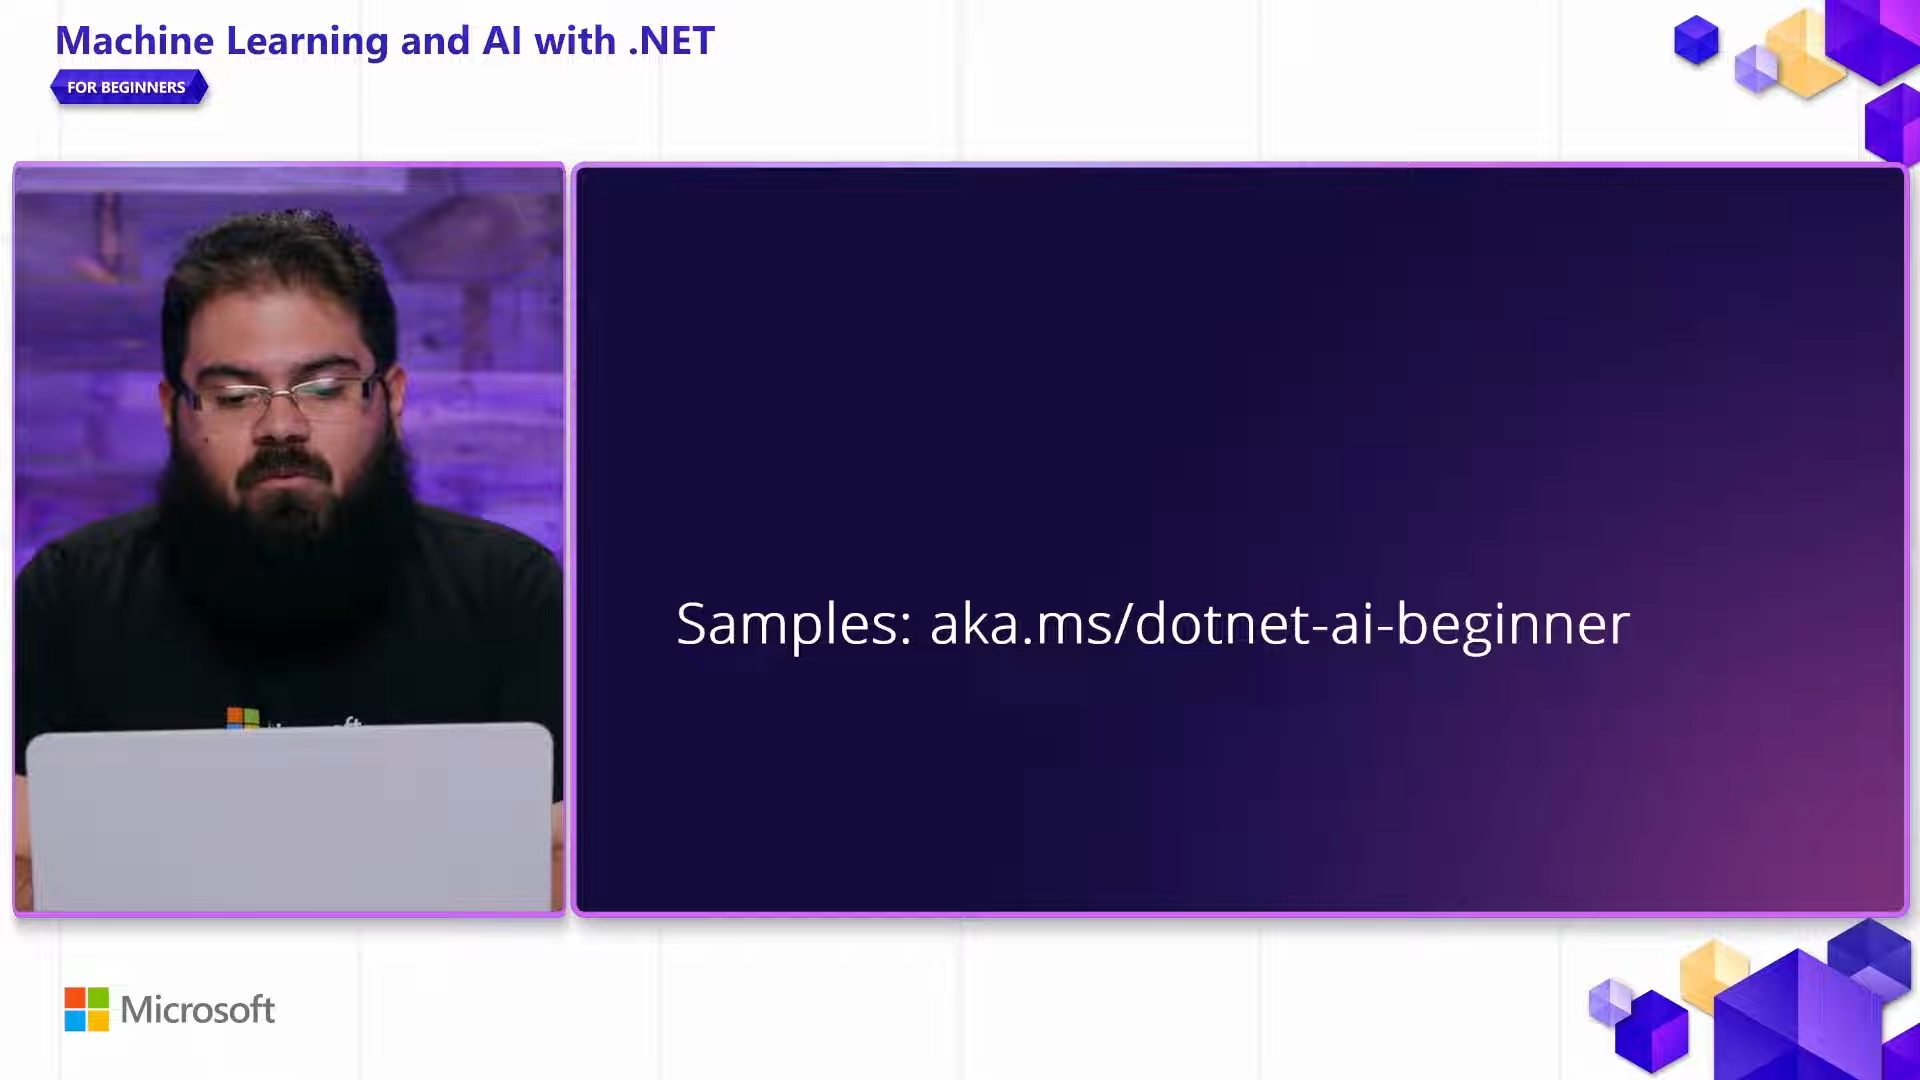 Machine Learning and AI with .NET
FOR BEGINNERS
Samples: aka.ms/dotnet-ai-beginner
Microsoft